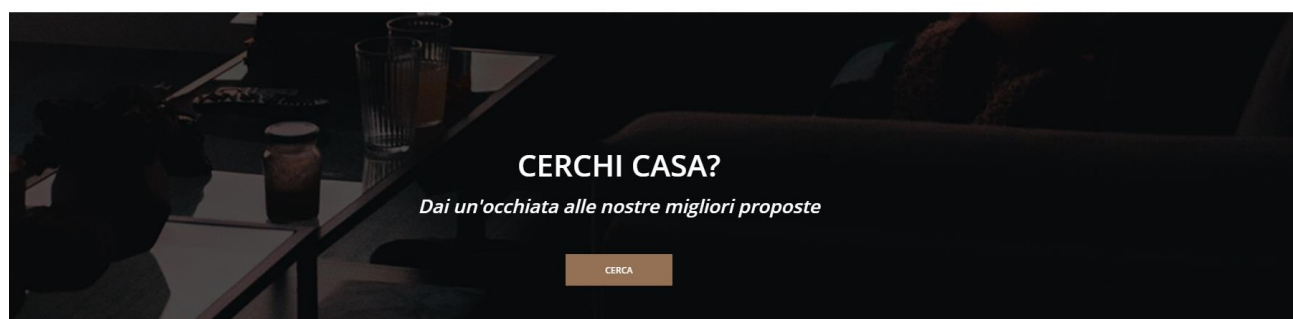 CERCHI CASA?
Dai un'occhiata alle nostre migliori proposte
CERCA